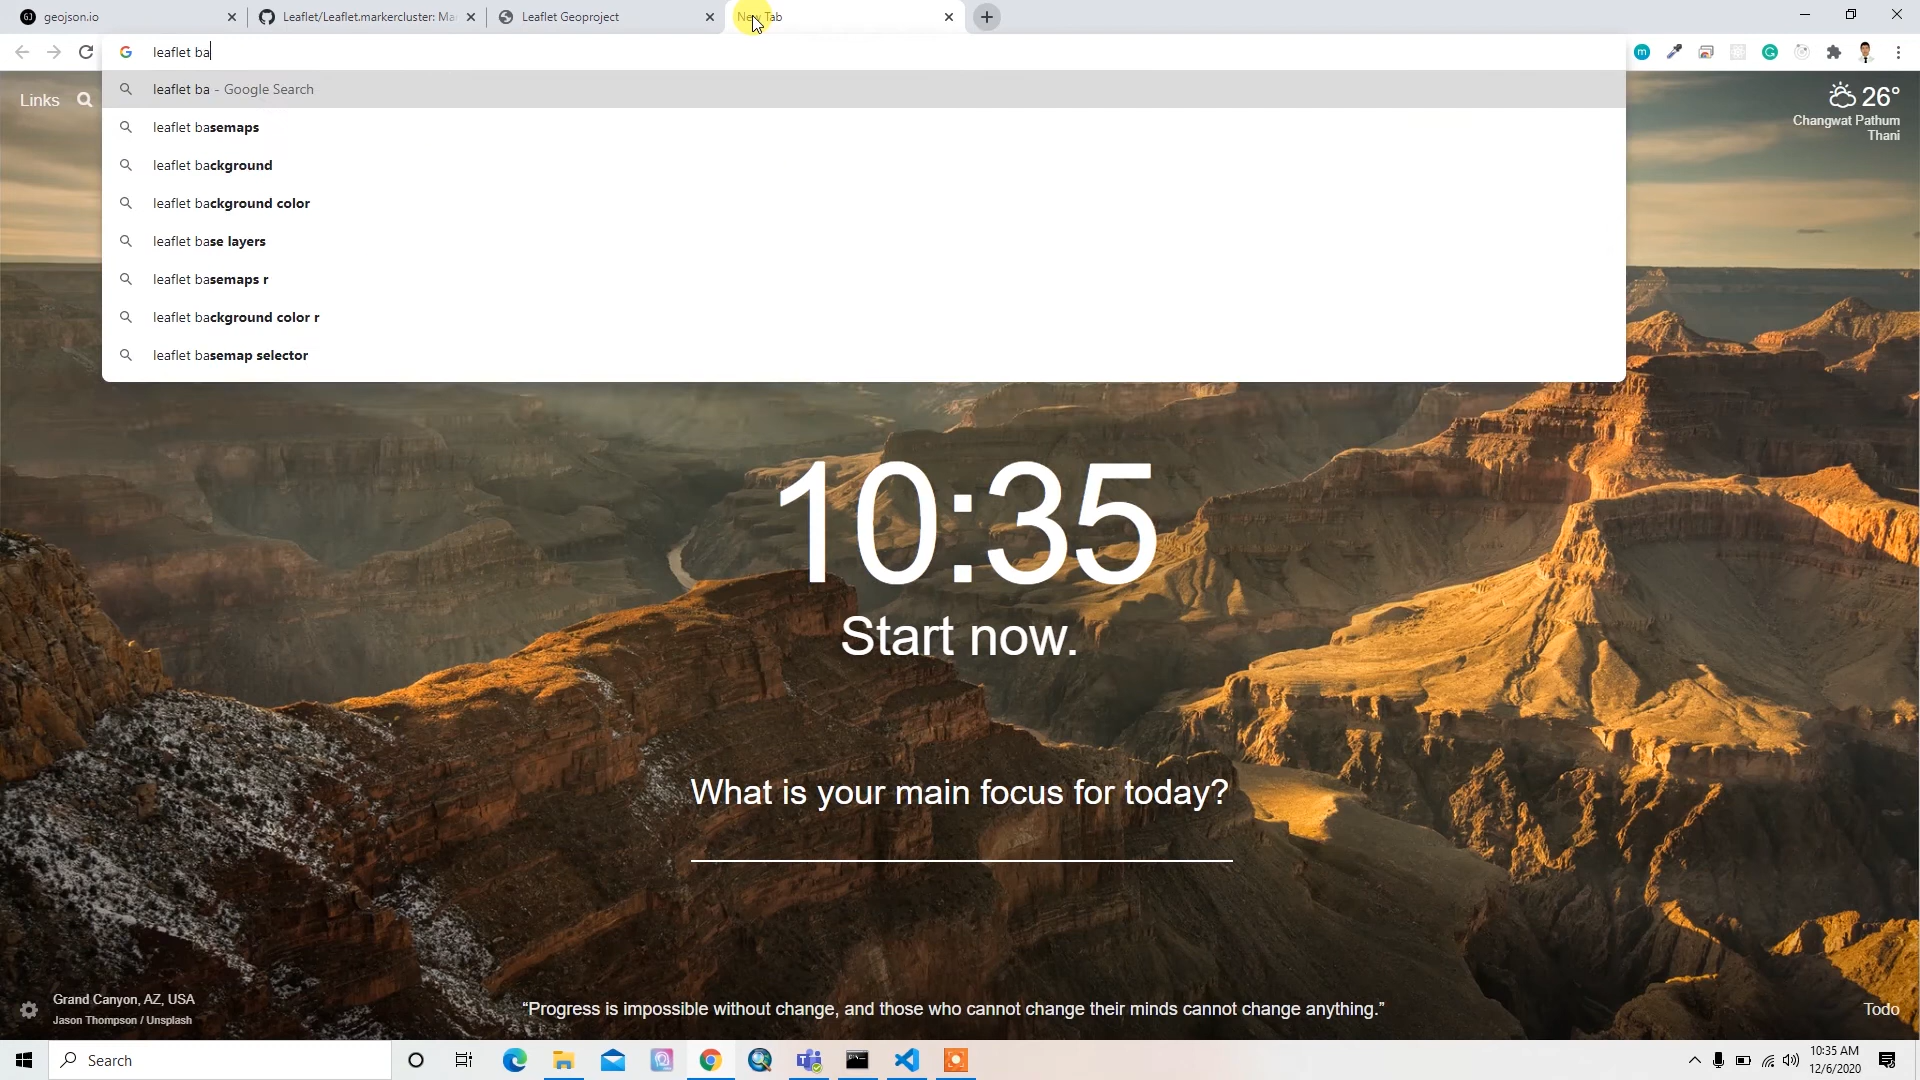 geojson.io
Leaflet/Leaflet.markercluster: Ma
Leaflet Geoproject
New Tab
leaflet ba
leaflet ba - Google Search
leaflet basemaps
leaflet background
leaflet background color
leaflet base layers
leaflet basemaps r
leaflet background color r
leaflet basemap selector
Links
26°
Changwat Pathum
Thani
10:35
Start now.
What is your main focus for today?
Grand Canyon, AZ, USA
Jason Thompson / Unsplash
“Progress is impossible without change, and those who cannot change their minds cannot change anything.”
Todo
Search
10:35 AM
12/6/2020